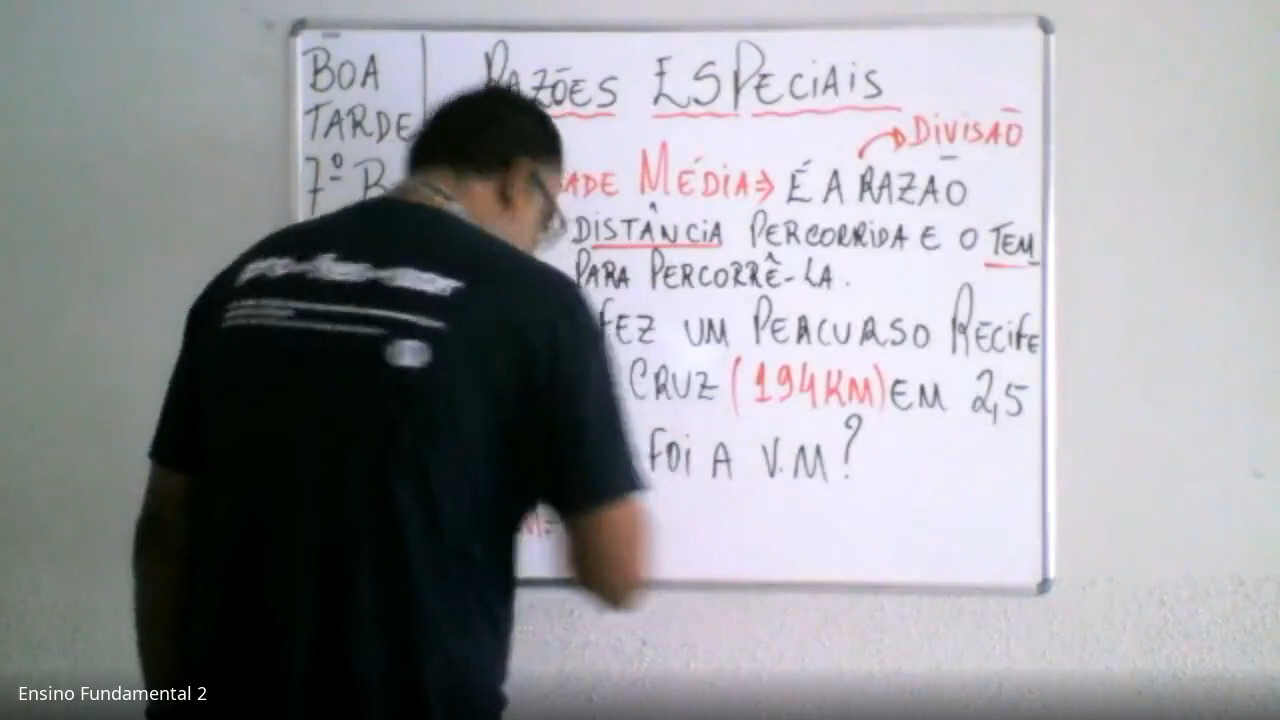 BOA
TARDE
7º B
RAZÕES ESPECIAIS
DIVISÃO
ADE MÉDIA⇒ É A RAZÃO
DISTÂNCIA PERCORRIDA E O TEM
PARA PERCORRÊ-LA.
FEZ UM PERCURSO RECIFE
CRUZ (194KM) EM 2,5
FOI A V.M?
M=
Ensino Fundamental 2